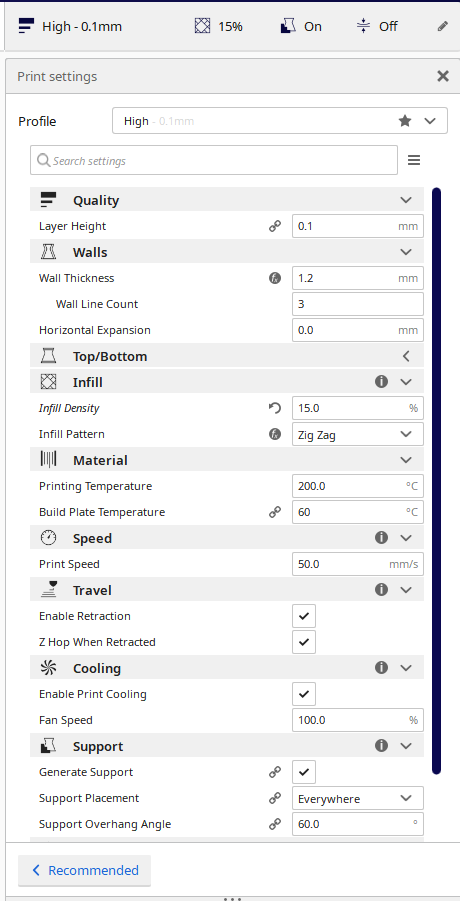 High - 0.1mm 15% On Off
Print settings
Profile High - 0.1mm
Search settings
Quality
Layer Height 0.1 mm
Walls
Wall Thickness 1.2 mm
Wall Line Count 3
Horizontal Expansion 0.0 mm
Top/Bottom
Infill
Infill Density 15.0 %
Infill Pattern Zig Zag
Material
Printing Temperature 200.0 °C
Build Plate Temperature 60 °C
Speed
Print Speed 50.0 mm/s
Travel
Enable Retraction
Z Hop When Retracted
Cooling
Enable Print Cooling
Fan Speed 100.0 %
Support
Generate Support
Support Placement Everywhere
Support Overhang Angle 60.0 °
Recommended